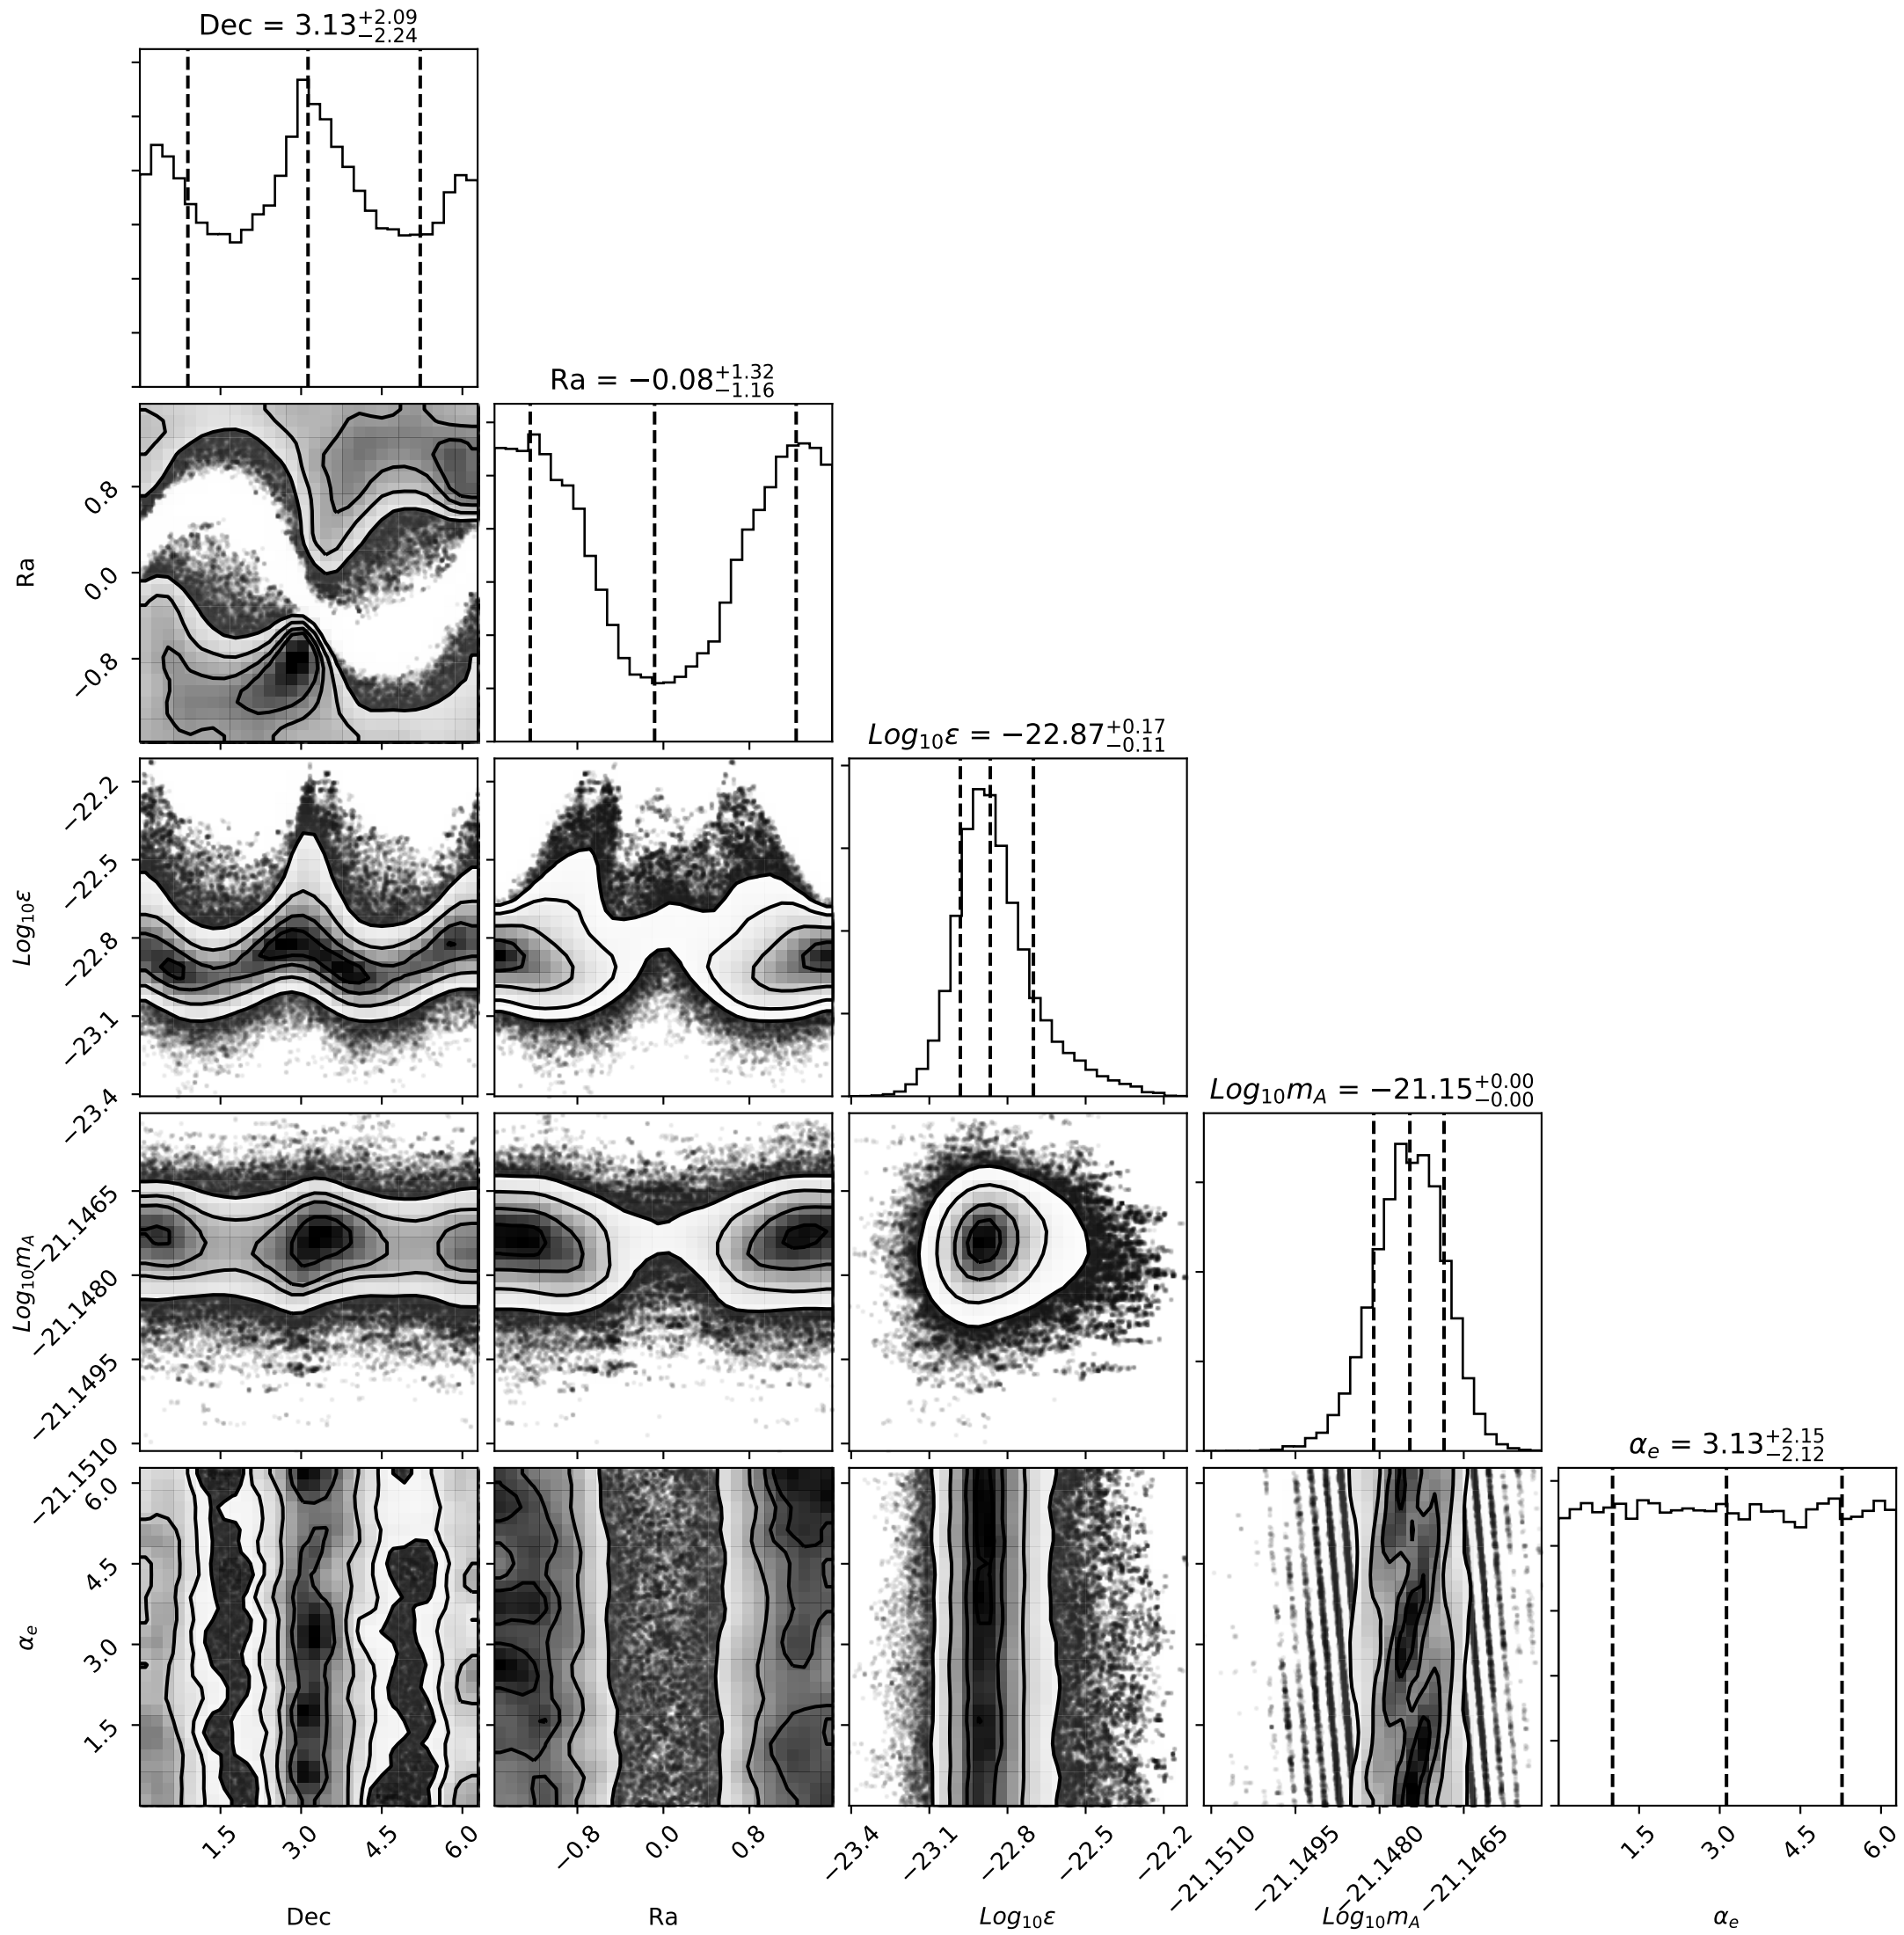 Dec = 3.13+2.09−2.24
Ra = −0.08+1.32−1.16
0.8
0.0
−0.8
Ra
Log10ε = −22.87+0.17−0.11
−22.2
−22.5
−22.8
−23.1
−23.4
Log10ε
Log10mA = −21.15+0.00−0.00
−21.1465
−21.1480
−21.1495
−21.1510
Log10mA
αe = 3.13+2.15−2.12
6.0
4.5
3.0
1.5
αe
1.5 3.0 4.5 6.0
−0.8 0.0 0.8
−23.4 −23.1 −22.8 −22.5 −22.2
−21.1510 −21.1495 −21.1480 −21.1465
1.5 3.0 4.5 6.0
Dec Ra Log10ε Log10mA αe